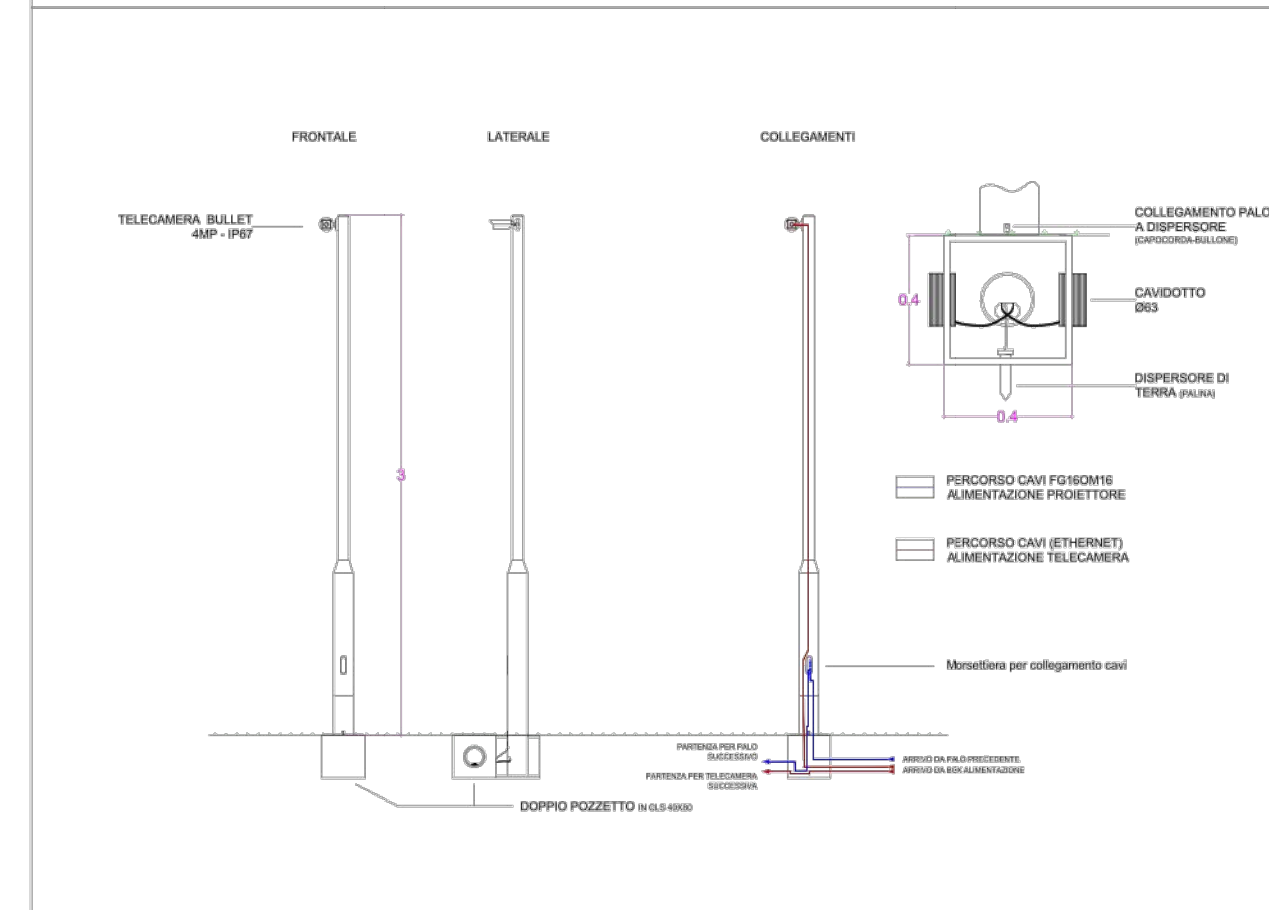 FRONTALE
LATERALE
COLLEGAMENTI
TELECAMERA BULLET
4MP - IP67
COLLEGAMENTO PALO
A DISPERSORE
(CAPOCORDA-BULLONE)
0.4
CAVIDOTTO
Ø63
DISPERSORE DI
TERRA (PALINA)
0.4
3
PERCORSO CAVI FG16OM16
ALIMENTAZIONE PROIETTORE
PERCORSO CAVI (ETHERNET)
ALIMENTAZIONE TELECAMERA
Morsettiera per collegamento cavi
PARTENZA PER PALO
SUCCESSIVO
ARRIVO DA PALO PRECEDENTE
ARRIVO DA BOX ALIMENTAZIONE
PARTENZA PER TELECAMERA
SUCCESSIVA
DOPPIO POZZETTO IN CLS